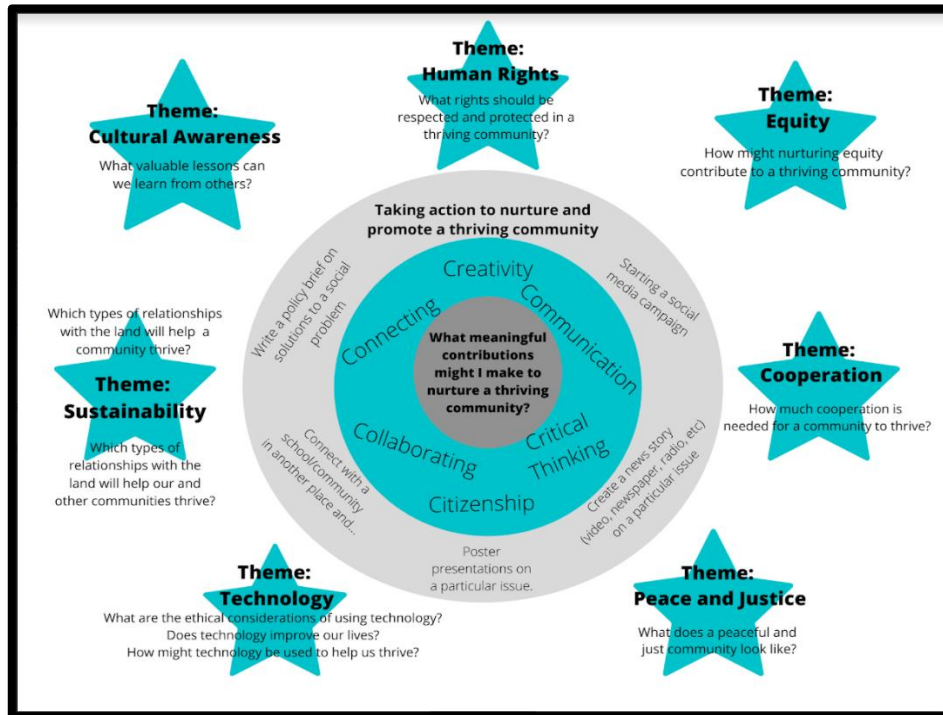 Theme:
Human Rights
What rights should be
respected and protected in a
thriving community?
Theme:
Cultural Awareness
What valuable lessons can
we learn from others?
Theme:
Equity
How might nurturing equity
contribute to a thriving community?
Taking action to nurture and
promote a thriving community
Write a policy brief on
solutions to a social
problem
Starting a social
media campaign
Creativity
Connecting
Communication
What meaningful
contributions
might I make to
nurture a thriving
community?
Collaborating
Critical
Thinking
Citizenship
Connect with a
school/community
in another place and...
Create a news story
(video, newspaper, radio, etc)
on a particular issue
Poster
presentations on
a particular issue.
Which types of relationships
with the land will help a
community thrive?
Theme:
Sustainability
Which types of
relationships with the
land will help our and
other communities thrive?
Theme:
Cooperation
How much cooperation is
needed for a community to thrive?
Theme:
Technology
What are the ethical considerations of using technology?
Does technology improve our lives?
How might technology be used to help us thrive?
Theme:
Peace and Justice
What does a peaceful and
just community look like?